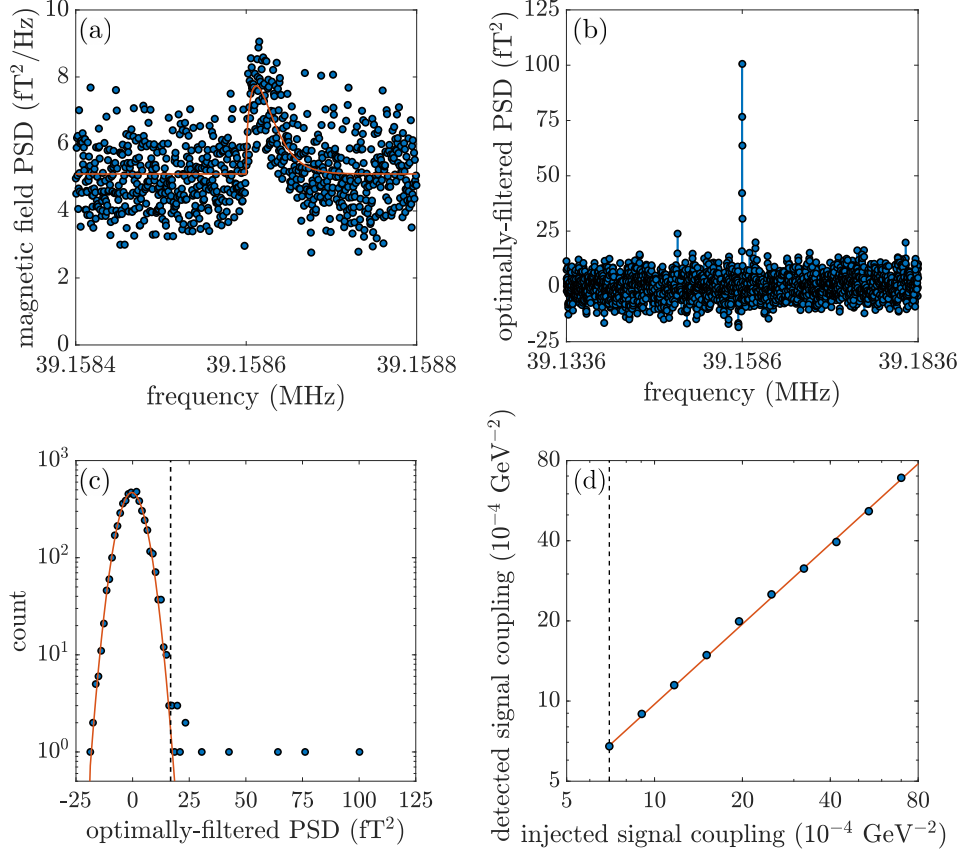 (a)
magnetic field PSD (fT²/Hz)
10
8
6
4
2
0
39.1584 39.1586 39.1588
frequency (MHz)
(b)
optimally-filtered PSD (fT²)
125
100
75
50
25
0
-25
39.1336 39.1586 39.1836
frequency (MHz)
(c)
count
10³
10²
10¹
10⁰
-25 0 25 50 75 100 125
optimally-filtered PSD (fT²)
(d)
detected signal coupling (10⁻⁴ GeV⁻²)
80
40
20
10
5
5 10 20 40 80
injected signal coupling (10⁻⁴ GeV⁻²)